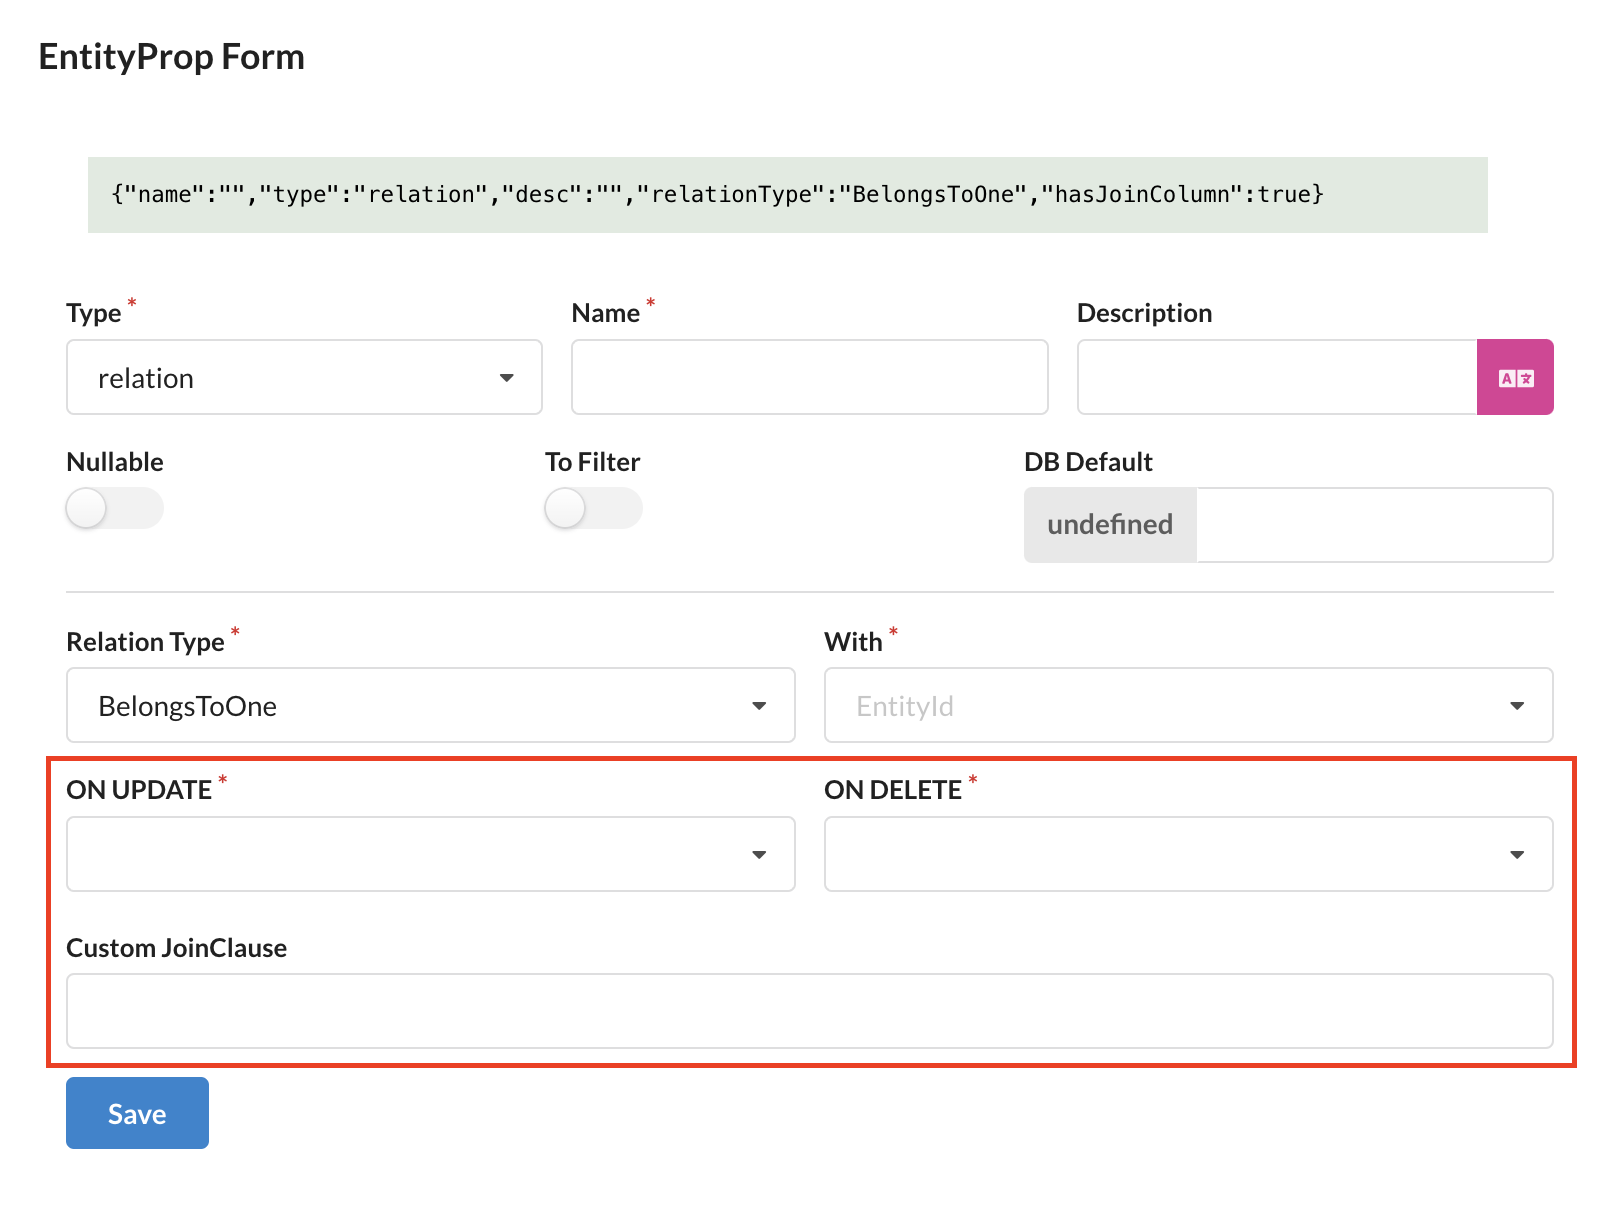 EntityProp Form
{"name":"","type":"relation","desc":"","relationType":"BelongsToOne","hasJoinColumn":true}
Type * Name * Description
relation
Nullable To Filter DB Default
undefined
Relation Type * With *
BelongsToOne EntityId
ON UPDATE * ON DELETE *
Custom JoinClause
Save